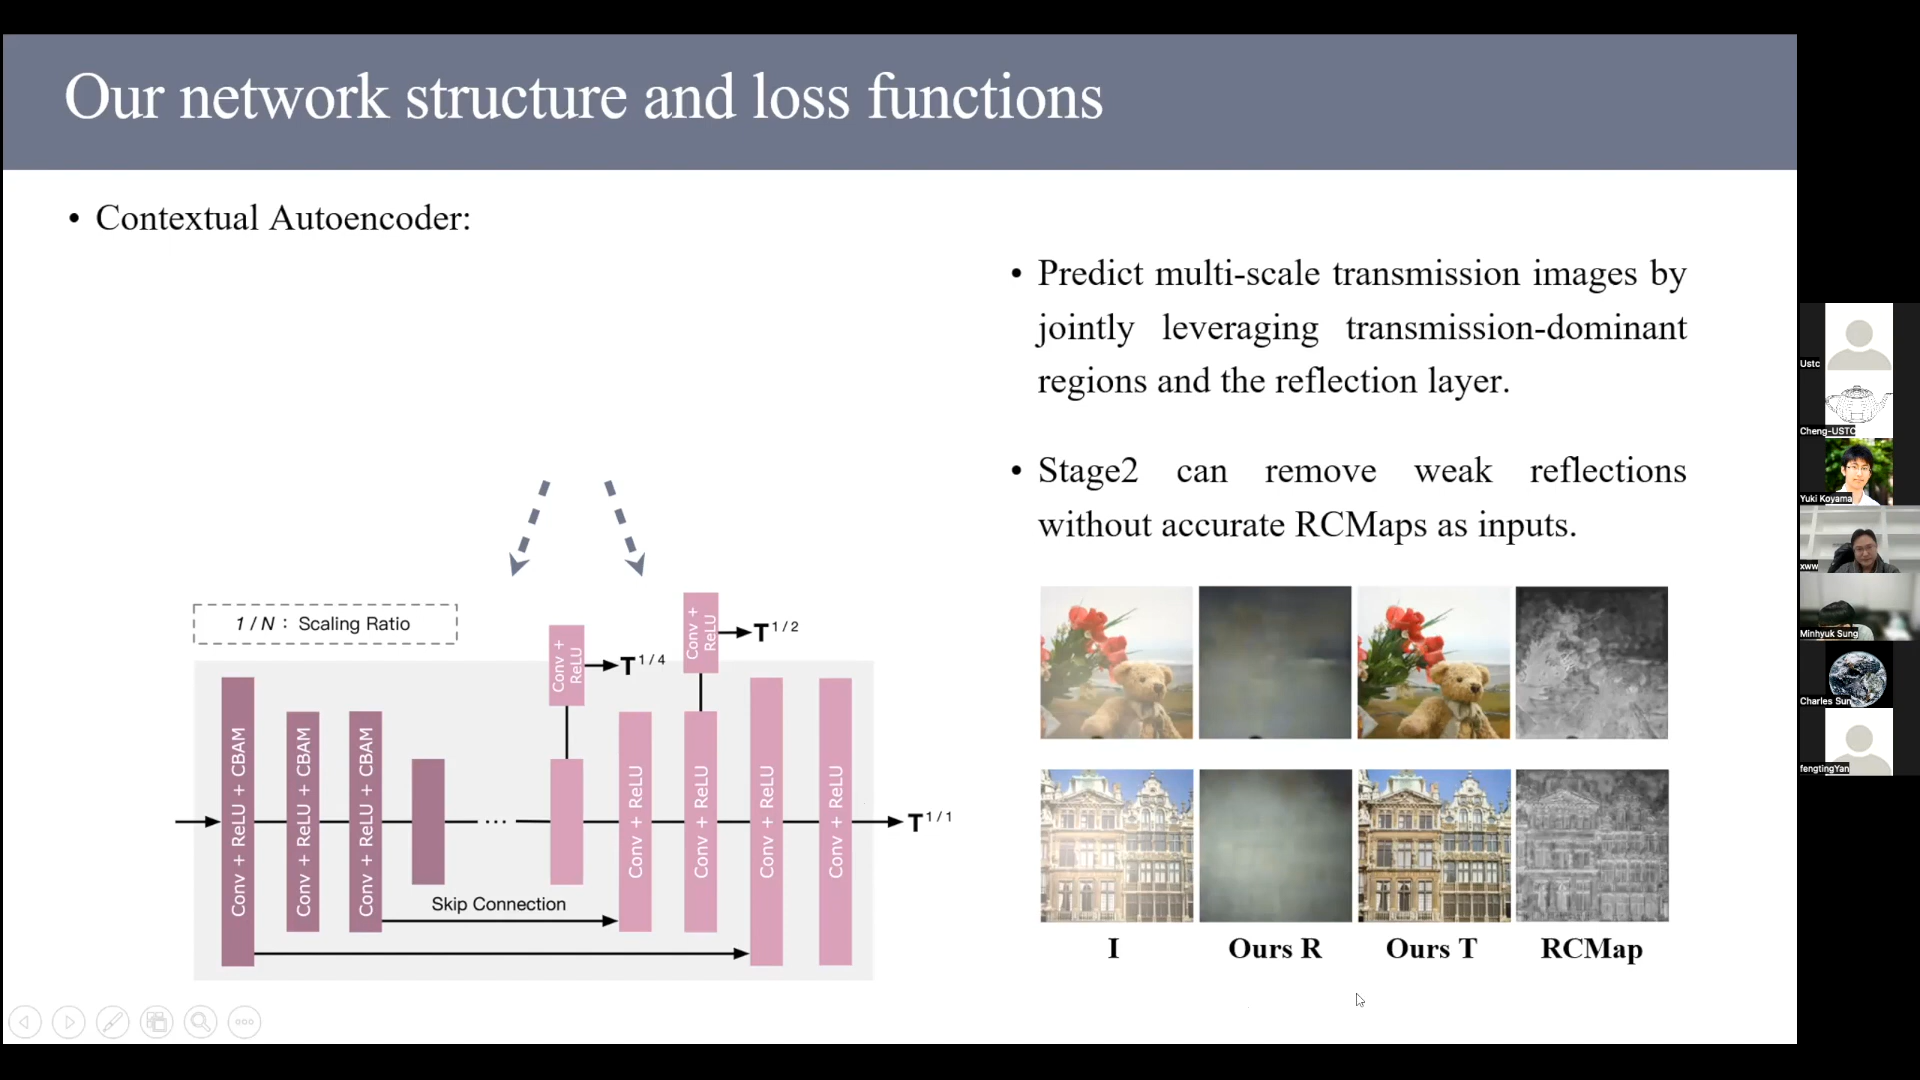 Our network structure and loss functions
• Contextual Autoencoder:
• Predict multi-scale transmission images by
jointly leveraging transmission-dominant
regions and the reflection layer.
• Stage2 can remove weak reflections
without accurate RCMaps as inputs.
1 / N : Scaling Ratio
Conv + ReLU + CBAM
Conv + ReLU + CBAM
Conv + ReLU + CBAM
...
Conv +
ReLU
T 1 / 4
Conv +
ReLU
T 1 / 2
Conv + ReLU
Conv + ReLU
Conv + ReLU
Conv + ReLU
T 1 / 1
Skip Connection
I
Ours R
Ours T
RCMap
Ustc
Cheng-USTC
Yuki Koyama
xww
Minhyuk Sung
Charles Sun
fengtingYan